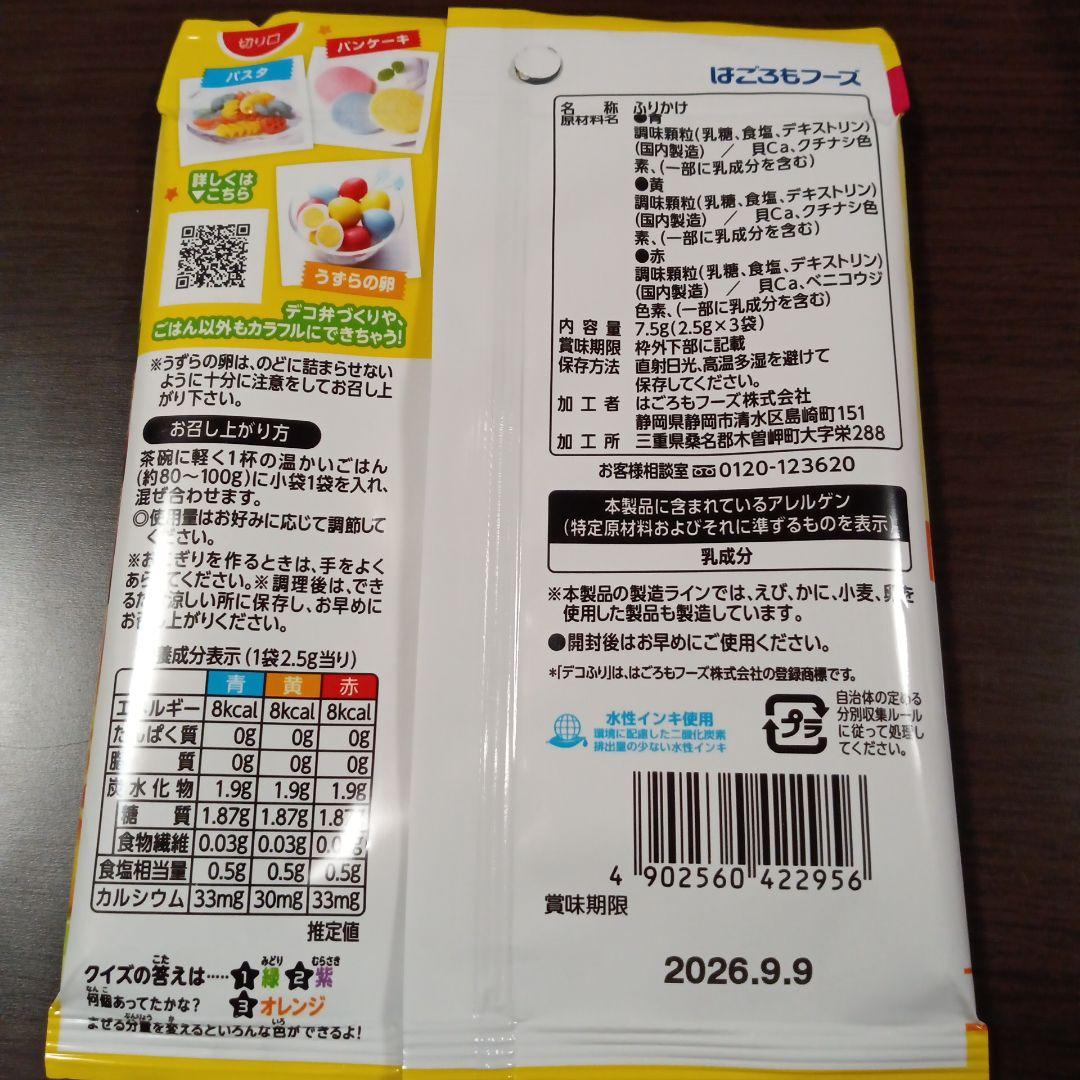 切り口
パスタ
パンケーキ
詳しくは
▼こちら
うずらの卵
デコ弁づくりや、
ごはん以外もカラフルにできちゃう!
※うずらの卵は、のどに詰まらせない
ように十分に注意をしてお召し上
がり下さい。
お召し上がり方
茶碗に軽く1杯の温かいごはん
(約80〜100g)に小袋1袋を入れ、
混ぜ合わせます。
◎使用量はお好みに応じて調節して
ください。
※おにぎりを作るときは、手をよく
あらってください。※調理後は、でき
るだけ涼しい所に保存し、お早めに
お召し上がりください。
養成分表示(1袋2.5g当り)
青 黄 赤
エネルギー 8kcal 8kcal 8kcal
たんぱく質 0g 0g 0g
脂質 0g 0g 0g
炭水化物 1.9g 1.9g 1.9g
糖質 1.87g 1.87g 1.87g
食物繊維 0.03g 0.03g 0.03g
食塩相当量 0.5g 0.5g 0.5g
カルシウム 33mg 30mg 33mg
推定値
クイズの答えは…… 1緑 2紫
こた みどり むらさき
何個あってたかな? 3オレンジ
なんこ
まぜる分量を変えるといろんな色ができるよ!
ぶんりょう か いろ
はごろもフーズ
名称 ふりかけ
原材料名 ●青
調味顆粒(乳糖、食塩、デキストリン)
(国内製造) / 貝Ca、クチナシ色
素、(一部に乳成分を含む)
●黄
調味顆粒(乳糖、食塩、デキストリン)
(国内製造) / 貝Ca、クチナシ色
素、(一部に乳成分を含む)
●赤
調味顆粒(乳糖、食塩、デキストリン)
(国内製造) / 貝Ca、ベニコウジ
色素、(一部に乳成分を含む)
内容量 7.5g(2.5g×3袋)
賞味期限 枠外下部に記載
保存方法 直射日光、高温多湿を避けて
保存してください。
加工者 はごろもフーズ株式会社
静岡県静岡市清水区島崎町151
加工所 三重県桑名郡木曽岬町大字栄288
お客様相談室 0120-123620
本製品に含まれているアレルゲン
(特定原材料およびそれに準ずるものを表示)
乳成分
※本製品の製造ラインでは、えび、かに、小麦、卵を
使用した製品も製造しています。
●開封後はお早めにご使用ください。
*「デコふり」は、はごろもフーズ株式会社の登録商標です。
水性インキ使用
環境に配慮した二酸化炭素
排出量の少ない水性インキ
プラ
自治体の定める
分別収集ルール
に従って処理し
てください。
4 902560 422956
賞味期限
2026.9.9